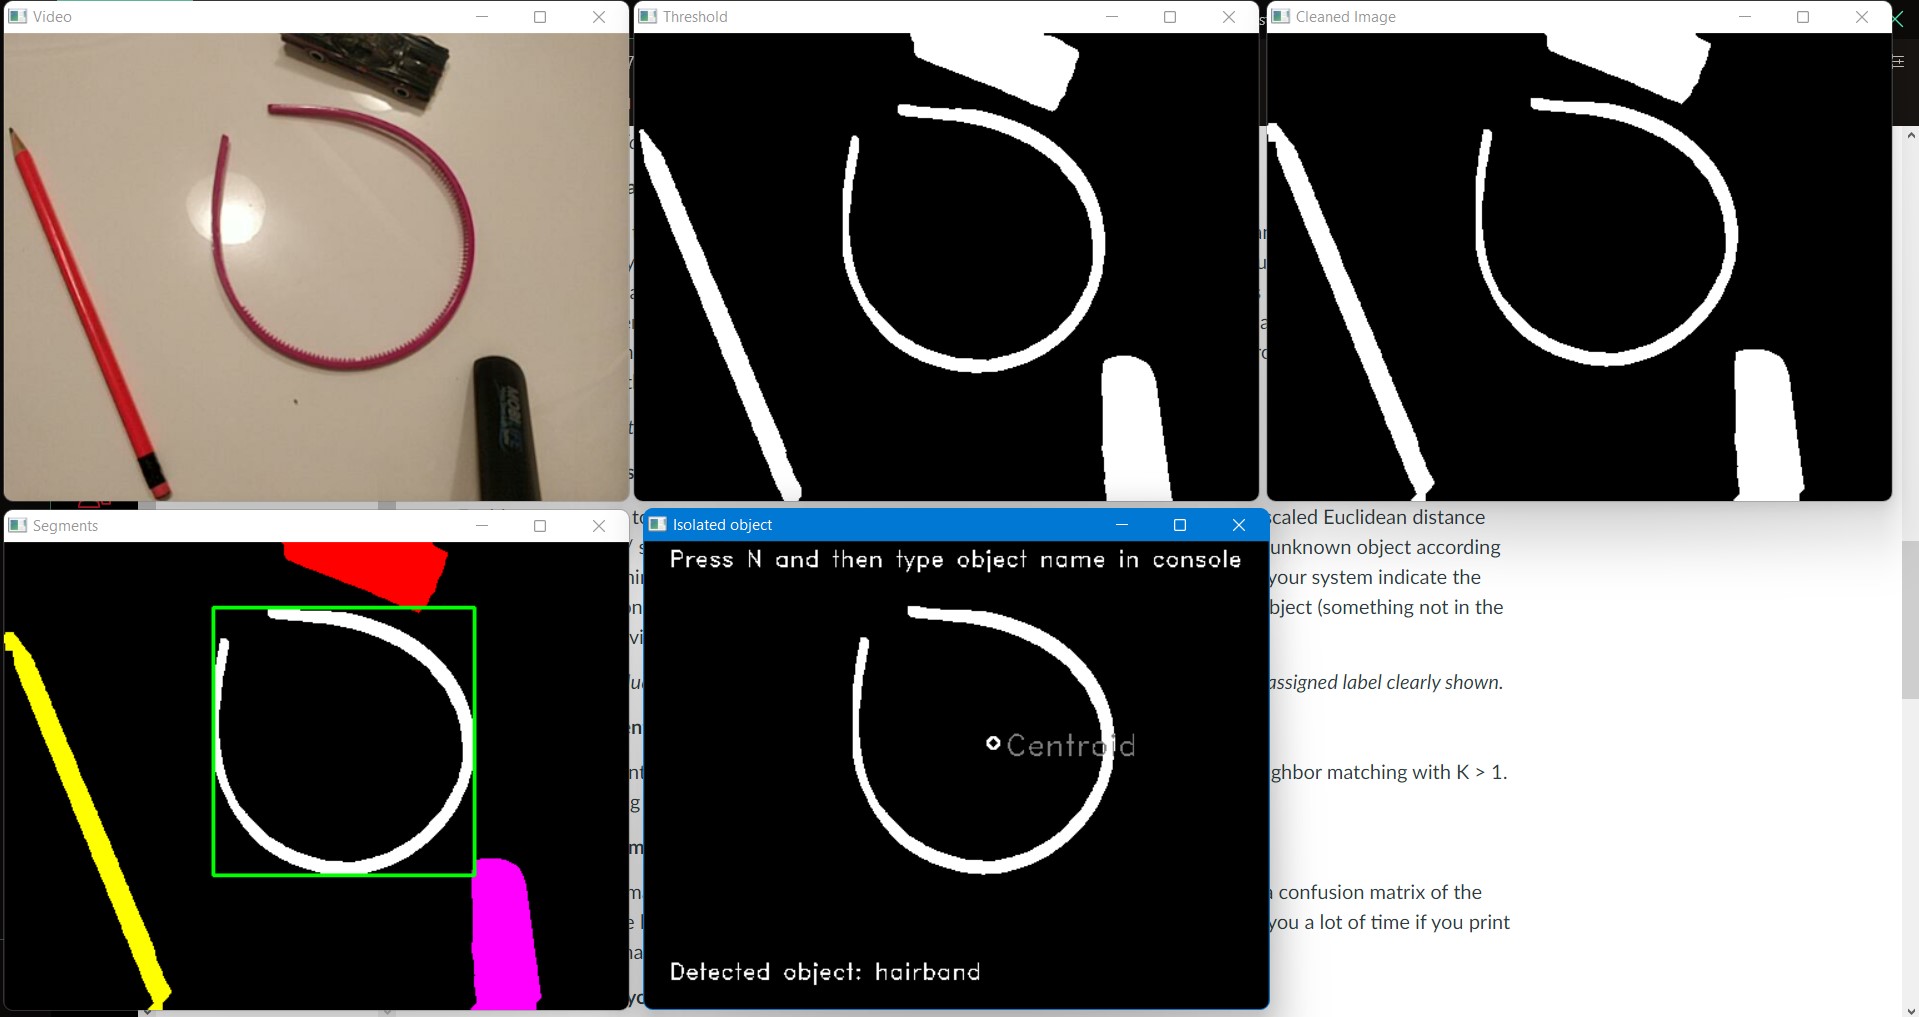 Video
Threshold
Cleaned Image
Segments
Isolated object
Press N and then type object name in console
Centroid
Detected object: hairband
scaled Euclidean distance
unknown object according
your system indicate the
bject (something not in the
assigned label clearly shown.
ghbor matching with K > 1.
a confusion matrix of the
you a lot of time if you print